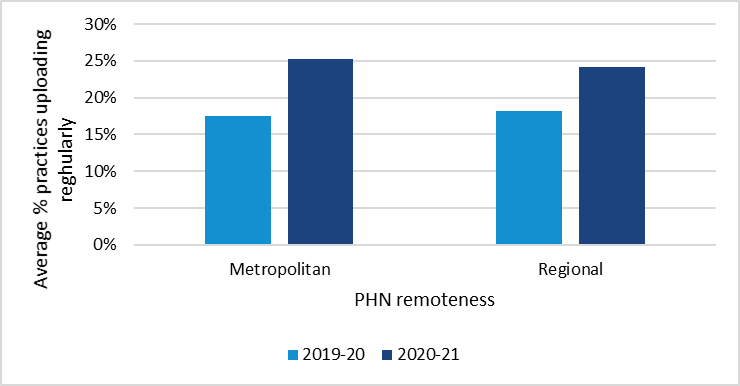 30%
25%
20%
15%
10%
5%
0%
Average % practices uploading
reghularly
Metropolitan
Regional
PHN remoteness
2019-20
2020-21